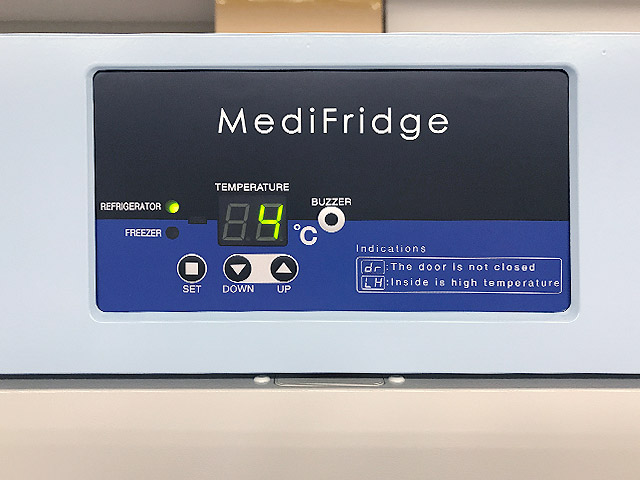 MediFridge
TEMPERATURE
REFRIGERATOR
BUZZER
4
FREEZER
°C
SET
DOWN
UP
Indications
dr:The door is not closed
LH:Inside is high temperature